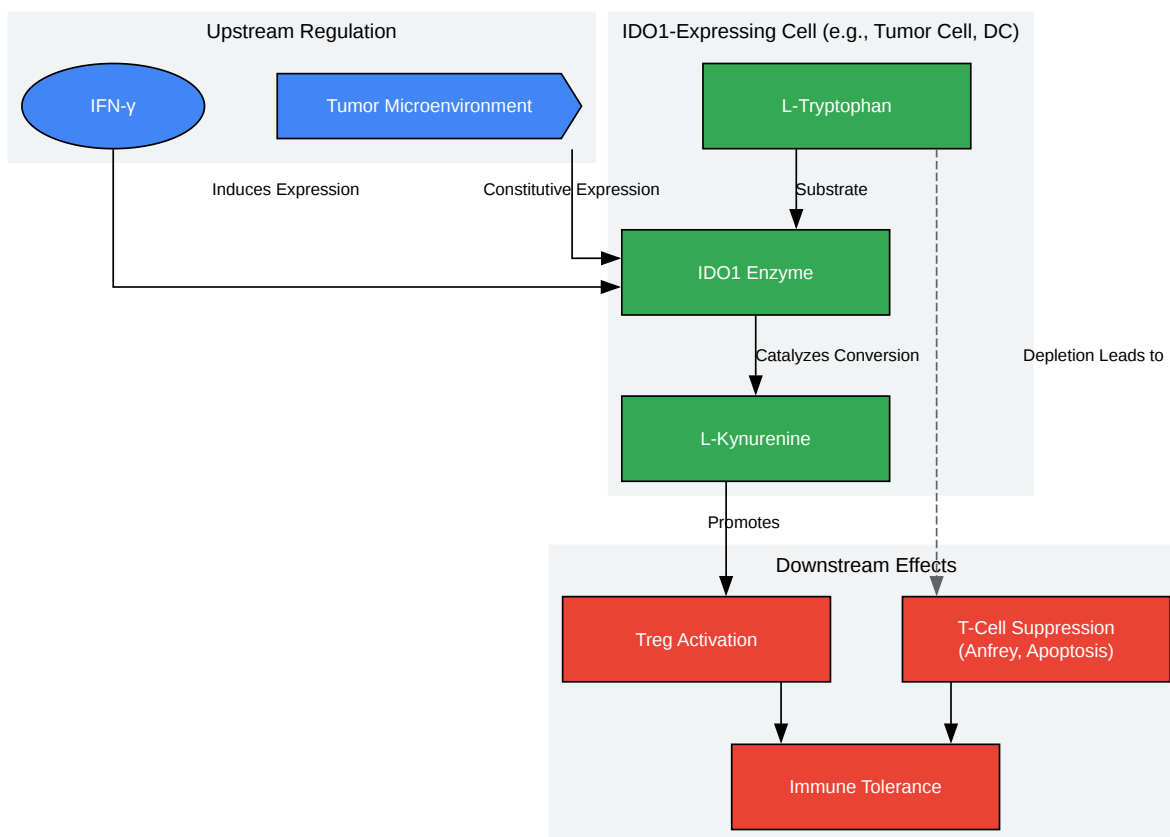 Upstream Regulation
IDO1-Expressing Cell (e.g., Tumor Cell, DC)
IFN-γ
Tumor Microenvironment
L-Tryptophan
Induces Expression
Constitutive Expression
Substrate
IDO1 Enzyme
Catalyzes Conversion
Depletion Leads to
L-Kynurenine
Promotes
Downstream Effects
Treg Activation
T-Cell Suppression
(Anfrey, Apoptosis)
Immune Tolerance